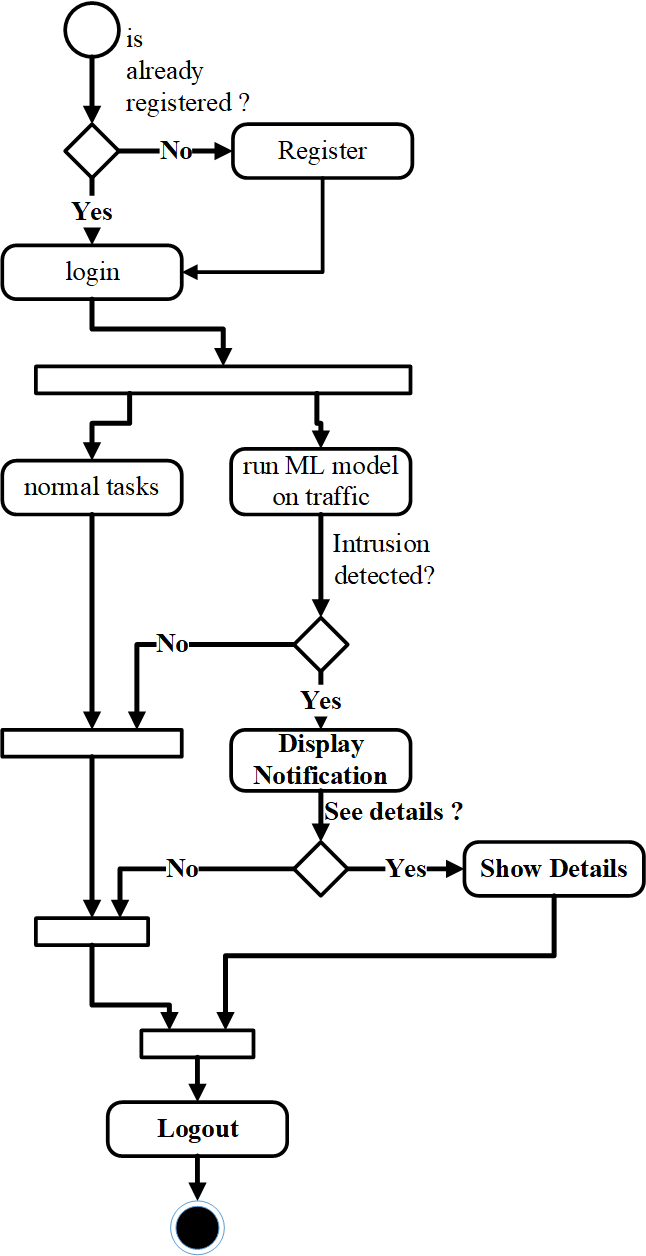 is
already
registered ?
No
Register
Yes
login
normal tasks
run ML model
on traffic
Intrusion
detected?
No
Yes
Display
Notification
See details ?
No
Yes
Show Details
Logout